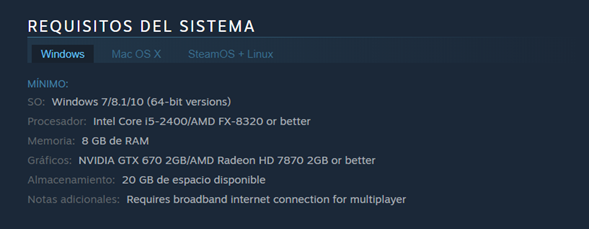 REQUISITOS DEL SISTEMA
Windows Mac OS X SteamOS + Linux
MÍNIMO:
SO: Windows 7/8.1/10 (64-bit versions)
Procesador: Intel Core i5-2400/AMD FX-8320 or better
Memoria: 8 GB de RAM
Gráficos: NVIDIA GTX 670 2GB/AMD Radeon HD 7870 2GB or better
Almacenamiento: 20 GB de espacio disponible
Notas adicionales: Requires broadband internet connection for multiplayer